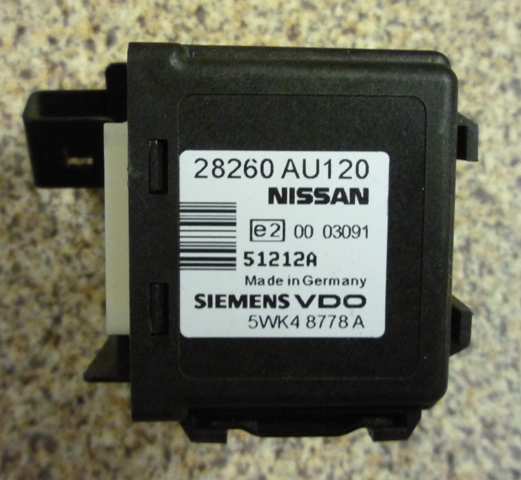 28260 AU120
NISSAN
e2 00 03091
51212A
Made in Germany
SIEMENS VDO
5WK4 8778 A